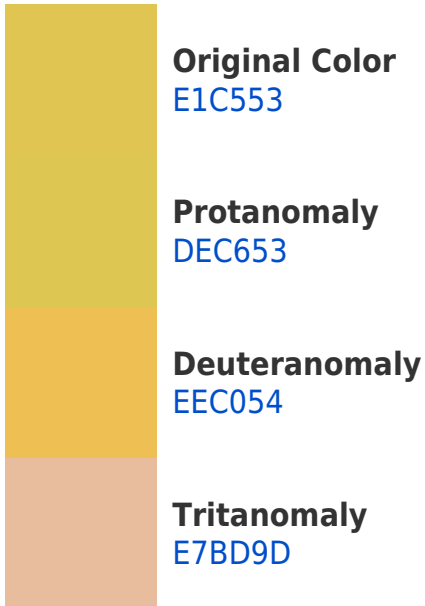 Original Color
E1C553
Protanomaly
DEC653
Deuteranomaly
EEC054
Tritanomaly
E7BD9D